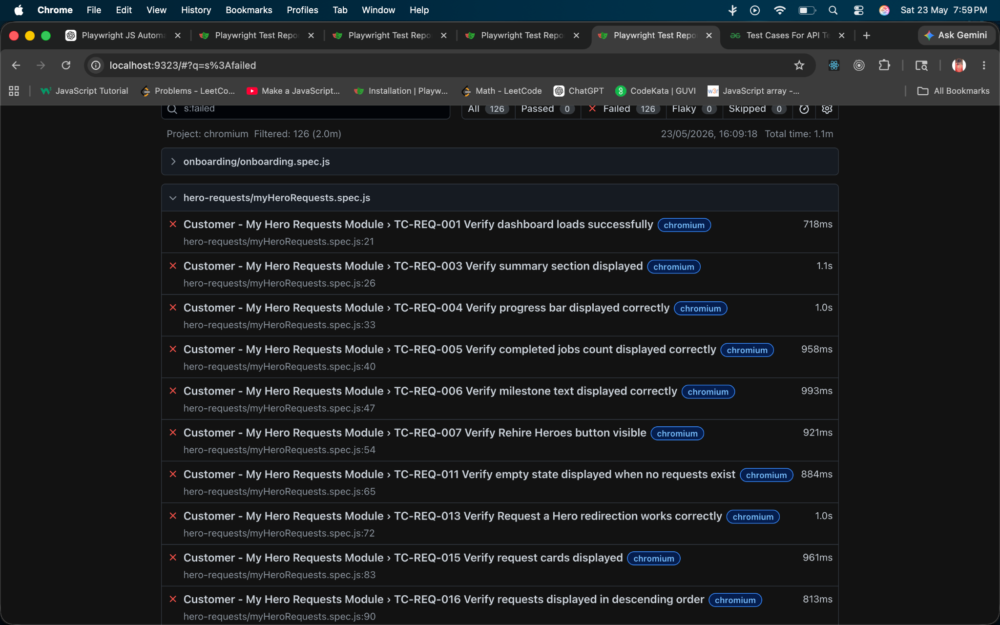 Chrome File Edit View History Bookmarks Profiles Tab Window Help Sat 23 May 7:59 PM
Playwright JS Automa Playwright Test Repo Playwright Test Repo Playwright Test Repo Playwright Test Repo Test Cases For API Te Ask Gemini
localhost:9323/#?q=s%3Afailed
JavaScript Tutorial Problems - LeetCo... Make a JavaScript... Installation | Playw... Math - LeetCode ChatGPT CodeKata | GUVI w3r JavaScript array -... All Bookmarks
s:failed All 126 Passed 0 Failed 126 Flaky 0 Skipped 0
Project: chromium Filtered: 126 (2.0m) 23/05/2026, 16:09:18 Total time: 1.1m
onboarding/onboarding.spec.js
hero-requests/myHeroRequests.spec.js
Customer - My Hero Requests Module › TC-REQ-001 Verify dashboard loads successfully chromium 718ms
hero-requests/myHeroRequests.spec.js:21
Customer - My Hero Requests Module › TC-REQ-003 Verify summary section displayed chromium 1.1s
hero-requests/myHeroRequests.spec.js:26
Customer - My Hero Requests Module › TC-REQ-004 Verify progress bar displayed correctly chromium 1.0s
hero-requests/myHeroRequests.spec.js:33
Customer - My Hero Requests Module › TC-REQ-005 Verify completed jobs count displayed correctly chromium 958ms
hero-requests/myHeroRequests.spec.js:40
Customer - My Hero Requests Module › TC-REQ-006 Verify milestone text displayed correctly chromium 993ms
hero-requests/myHeroRequests.spec.js:47
Customer - My Hero Requests Module › TC-REQ-007 Verify Rehire Heroes button visible chromium 921ms
hero-requests/myHeroRequests.spec.js:54
Customer - My Hero Requests Module › TC-REQ-011 Verify empty state displayed when no requests exist chromium 884ms
hero-requests/myHeroRequests.spec.js:65
Customer - My Hero Requests Module › TC-REQ-013 Verify Request a Hero redirection works correctly chromium 1.0s
hero-requests/myHeroRequests.spec.js:72
Customer - My Hero Requests Module › TC-REQ-015 Verify request cards displayed chromium 961ms
hero-requests/myHeroRequests.spec.js:83
Customer - My Hero Requests Module › TC-REQ-016 Verify requests displayed in descending order chromium 813ms
hero-requests/myHeroRequests.spec.js:90